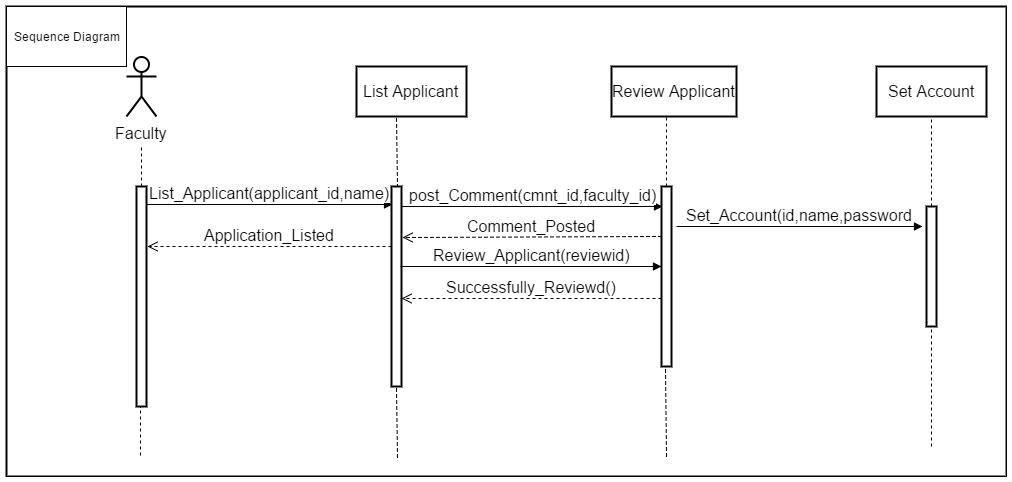 Sequence Diagram
Faculty
List Applicant
Review Applicant
Set Account
List_Applicant(applicant_id,name)
post_Comment(cmnt_id,faculty_id)
Set_Account(id,name,password
Application_Listed
Comment_Posted
Review_Applicant(reviewid)
Successfully_Reviewd()